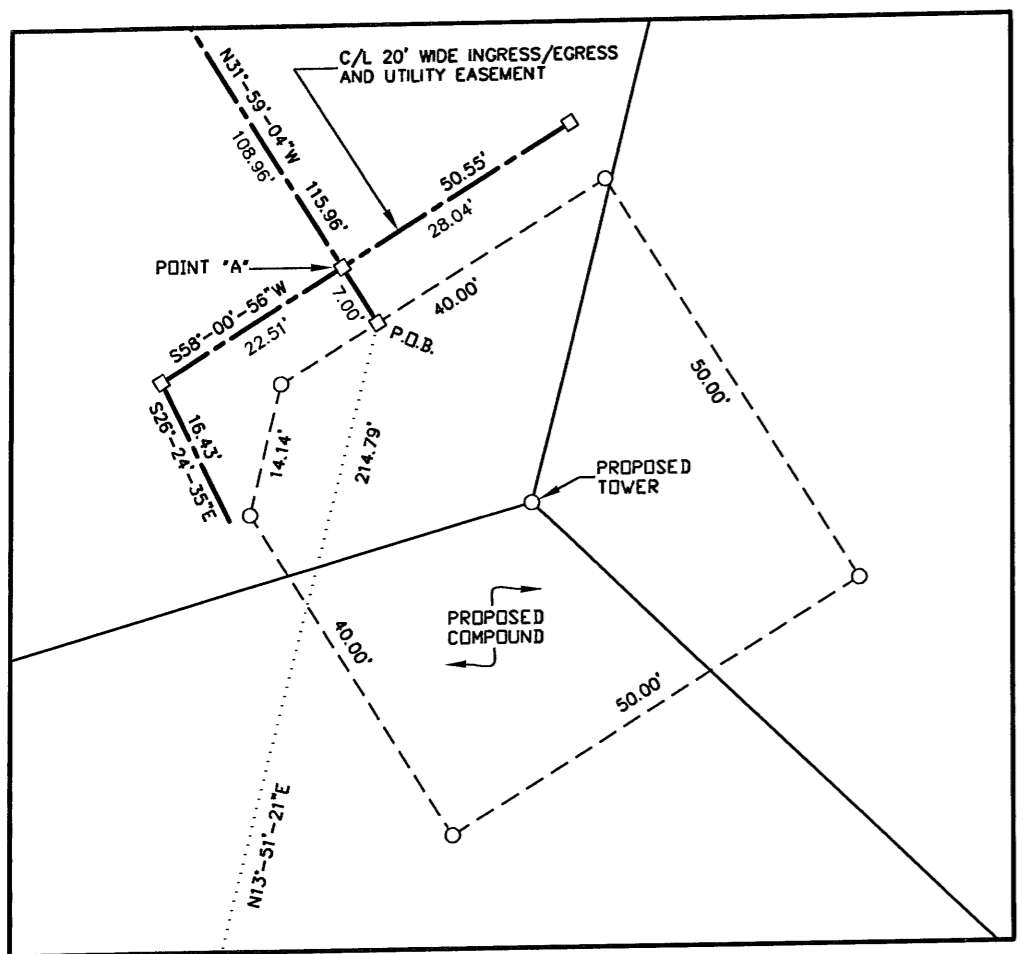 C/L 20' WIDE INGRESS/EGRESS
AND UTILITY EASEMENT
N31°-59'-04"W
108.96'
115.96'
50.55'
28.04'
POINT "A"
7.00'
40.00'
P.O.B.
S58°-00'-56"W
22.51'
50.00'
16.43'
S26°-24'-35"E
14.14'
214.79'
PROPOSED
TOWER
PROPOSED
COMPOUND
40.00'
50.00'
N13°-51'-21"E